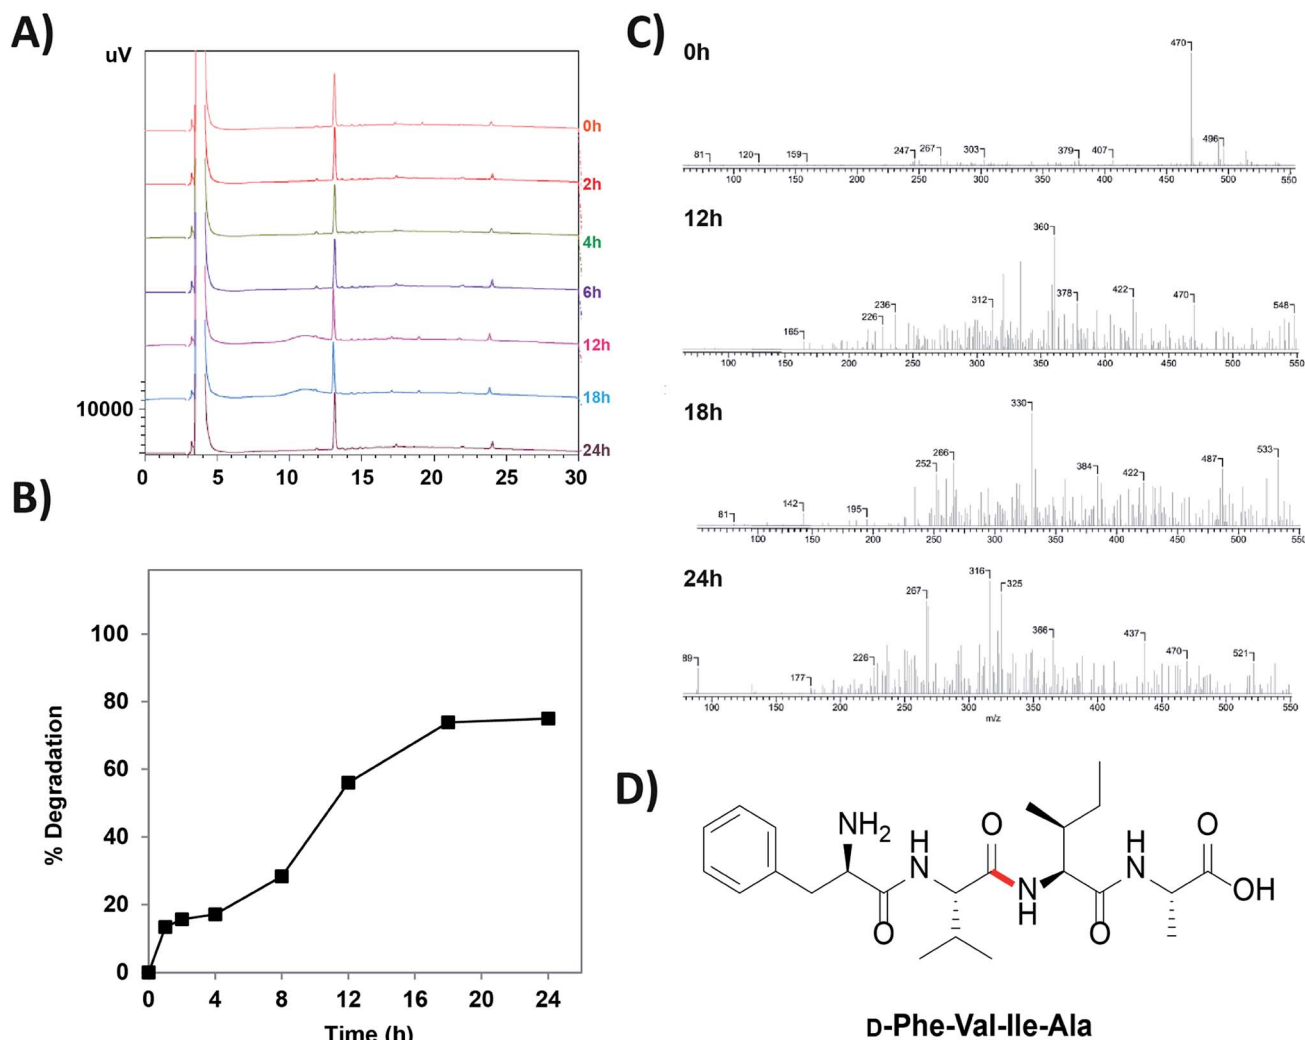 A)
uV
0h
2h
4h
6h
12h
18h
24h
10000
0 5 10 15 20 25 30
B)
% Degradation
100
80
60
40
20
0
0 4 8 12 16 20 24
Time (h)
C)
0h
470
496
81 120 159 247 267 303 379 407
100 150 200 250 300 350 400 450 500 550
12h
360
165 226 236 312 378 422 470 548
100 150 200 250 300 350 400 450 500 550
18h
330
81 142 195 252 266 384 422 487 533
100 150 200 250 300 350 400 450 500 550
24h
316 325
89 177 226 267 366 437 470 521
100 150 200 250 300 350 400 450 500 550
m/z
D)
NH2
H
N
O
O
N
H
O
H
N
O
OH
D-Phe-Val-Ile-Ala